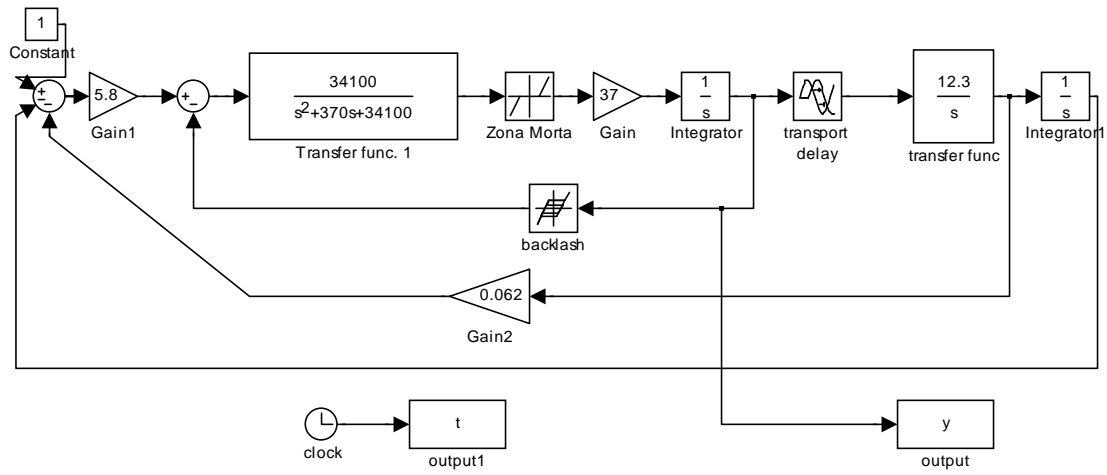 1
Constant
+
−
−
5.8
Gain1
+
−
34100
s²+370s+34100
Transfer func. 1
Zona Morta
37
Gain
1
s
Integrator
transport
delay
12.3
s
transfer func
1
s
Integrator1
backlash
0.062
Gain2
clock
t
output1
y
output